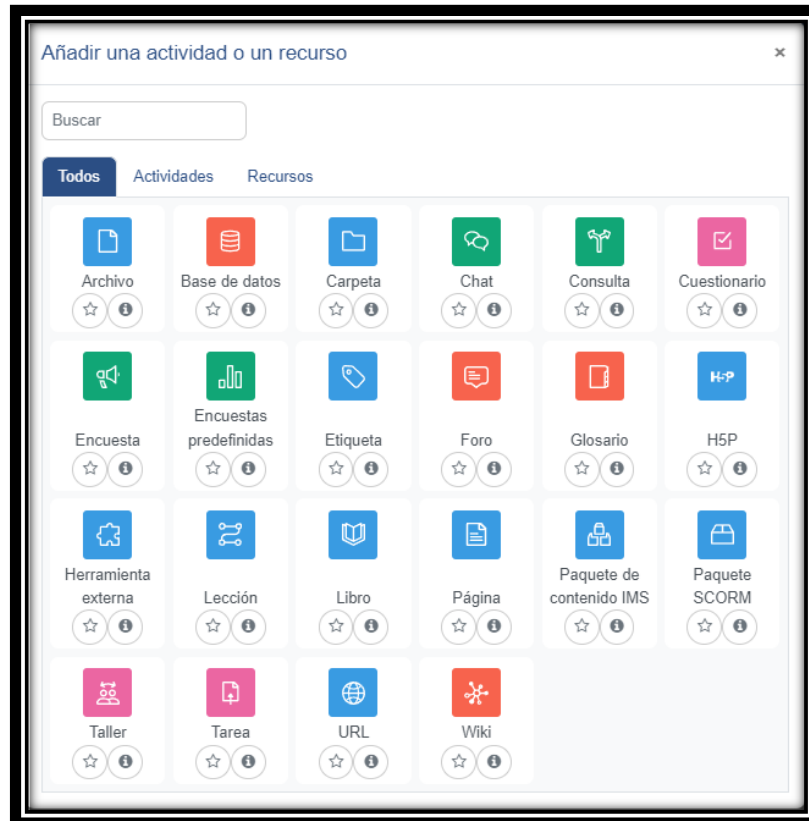 Añadir una actividad o un recurso ×
Buscar
Todos Actividades Recursos
Archivo Base de datos Carpeta Chat Consulta Cuestionario
Encuesta Encuestas predefinidas Etiqueta Foro Glosario H5P
H5P
Herramienta externa Lección Libro Página Paquete de contenido IMS Paquete SCORM
Taller Tarea URL Wiki